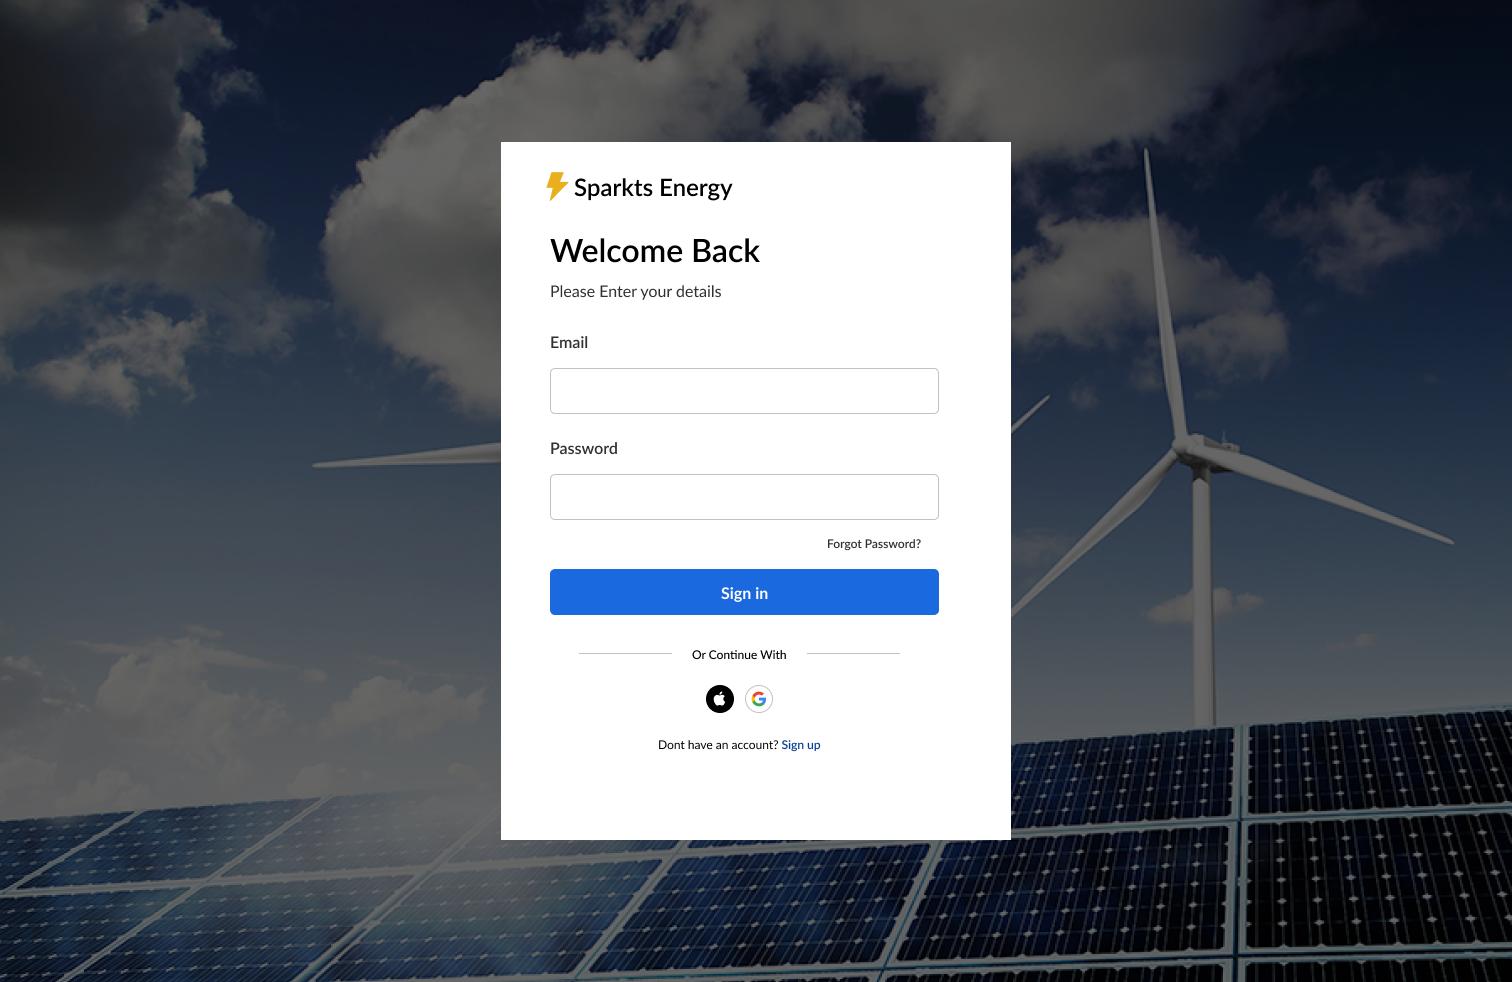 Sparkts Energy
Welcome Back
Please Enter your details
Email
Password
Forgot Password?
Sign in
Or Continue With
Dont have an account? Sign up